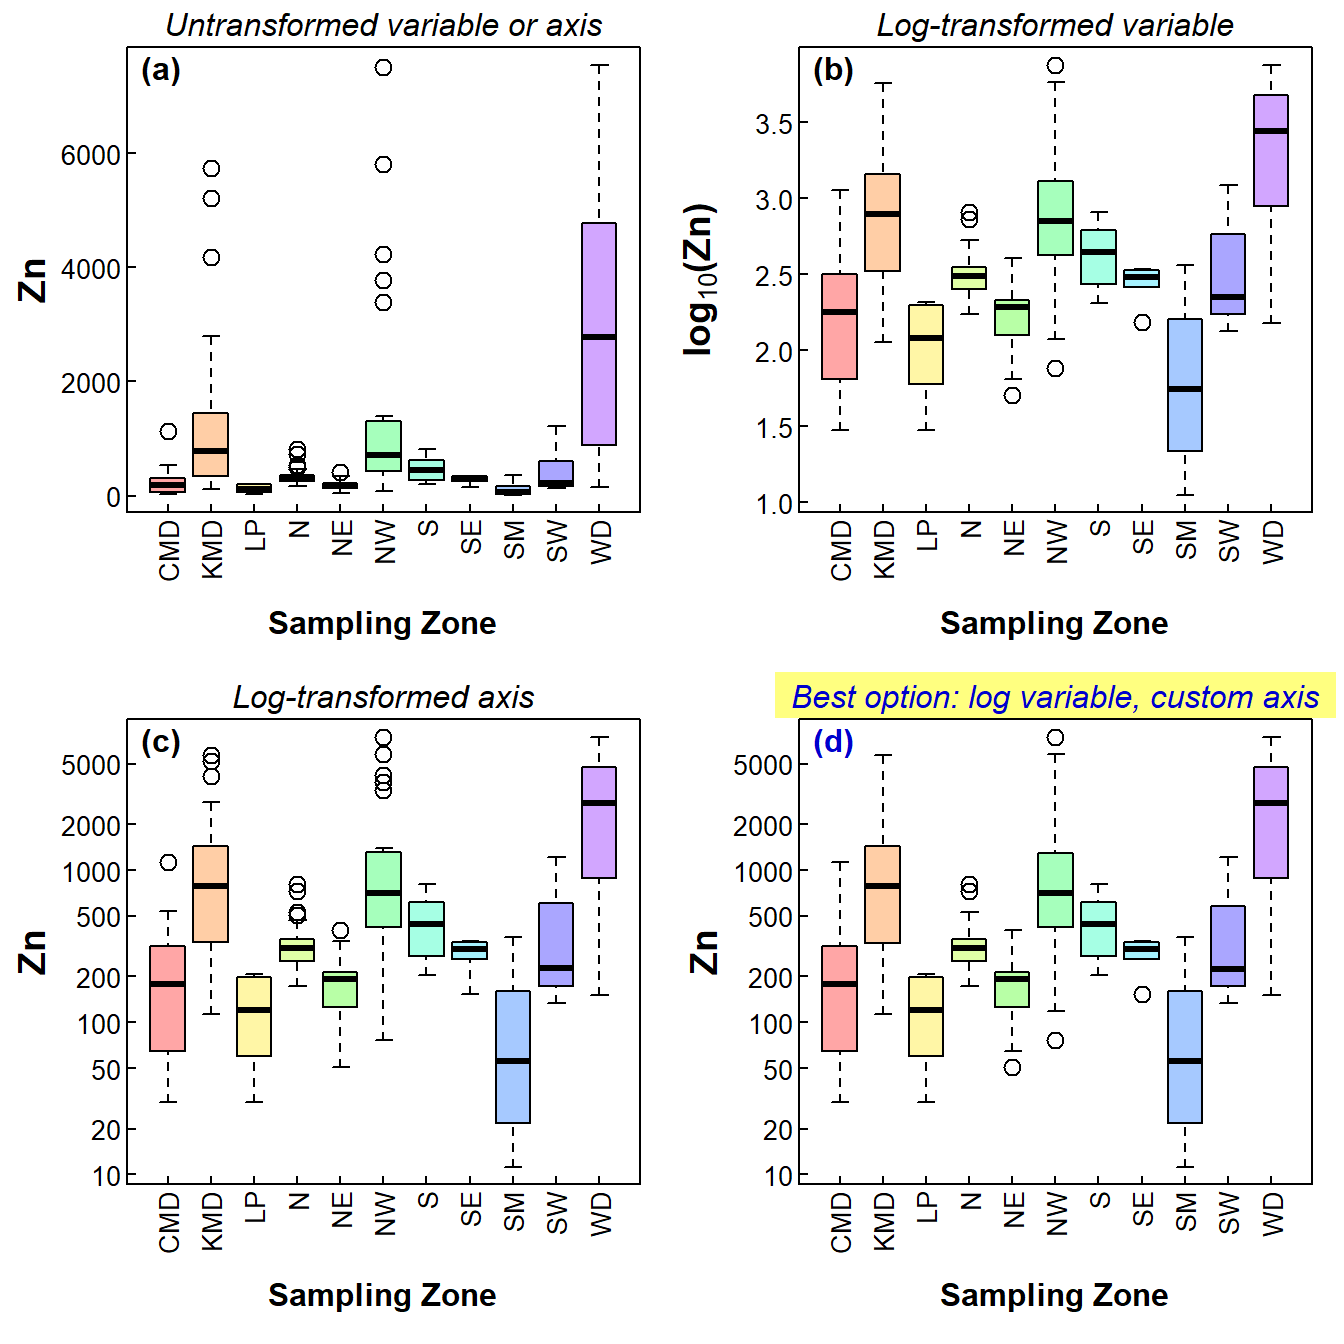 Untransformed variable or axis
(a)
Zn
6000
4000
2000
0
CMD KMD LP N NE NW S SE SM SW WD
Sampling Zone
Log-transformed variable
(b)
log10(Zn)
3.5
3.0
2.5
2.0
1.5
1.0
CMD KMD LP N NE NW S SE SM SW WD
Sampling Zone
Log-transformed axis
(c)
Zn
5000
2000
1000
500
200
100
50
20
10
CMD KMD LP N NE NW S SE SM SW WD
Sampling Zone
Best option: log variable, custom axis
(d)
Zn
5000
2000
1000
500
200
100
50
20
10
CMD KMD LP N NE NW S SE SM SW WD
Sampling Zone